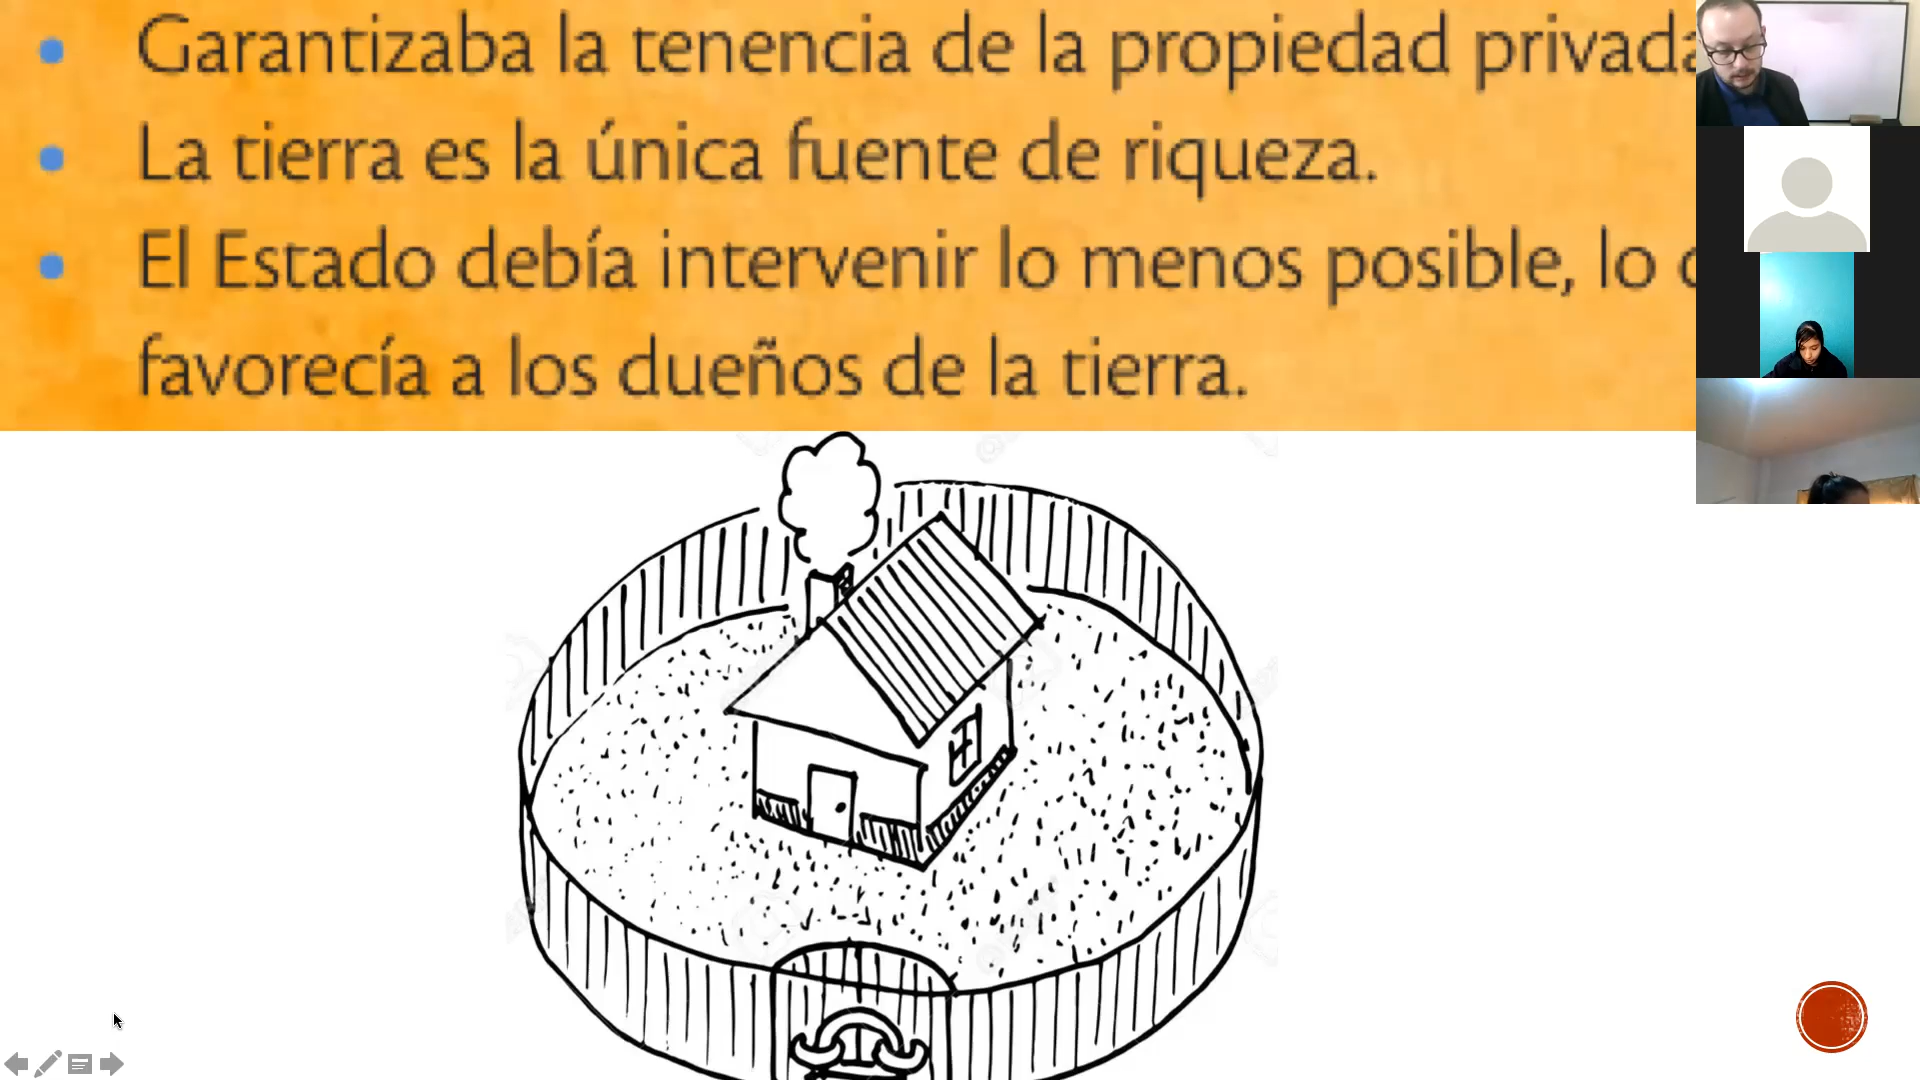 Garantizaba la tenencia de la propiedad privada
La tierra es la única fuente de riqueza.
El Estado debía intervenir lo menos posible, lo
favorecía a los dueños de la tierra.